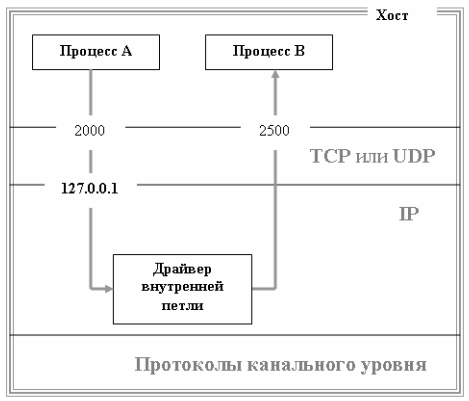 Хост
Процесс А
Процесс В
2000
2500
TCP или UDP
127.0.0.1
IP
Драйвер
внутренней
петли
Протоколы канального уровня